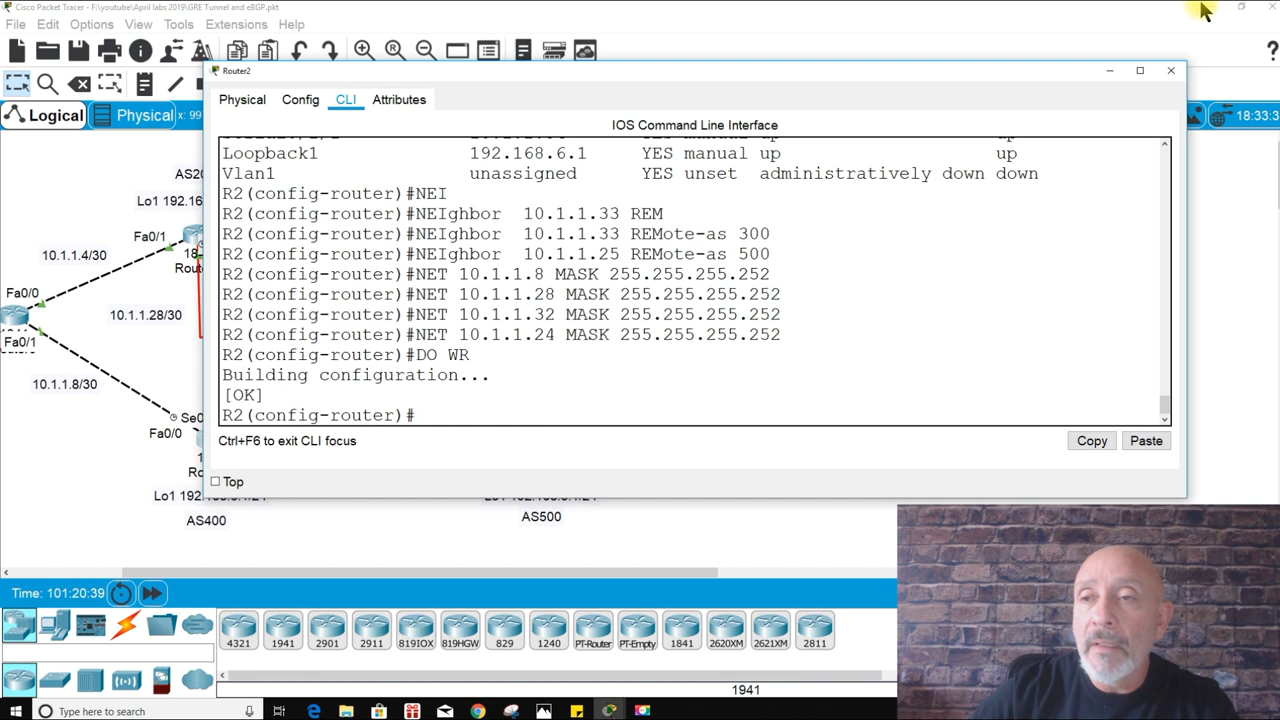 Cisco Packet Tracer - F:\youtube\April labs 2019\GRE Tunnel and eBGP.pkt
File Edit Options View Tools Extensions Help
Router2
Logical Physical x: 99
18:33:3
Physical Config CLI Attributes
IOS Command Line Interface
Loopback1 192.168.6.1 YES manual up up
Vlan1 unassigned YES unset administratively down down
R2(config-router)#NEI
R2(config-router)#NEIghbor 10.1.1.33 REM
R2(config-router)#NEIghbor 10.1.1.33 REMote-as 300
R2(config-router)#NEIghbor 10.1.1.25 REMote-as 500
R2(config-router)#NET 10.1.1.8 MASK 255.255.255.252
R2(config-router)#NET 10.1.1.28 MASK 255.255.255.252
R2(config-router)#NET 10.1.1.32 MASK 255.255.255.252
R2(config-router)#NET 10.1.1.24 MASK 255.255.255.252
R2(config-router)#DO WR
Building configuration...
[OK]
R2(config-router)#
Ctrl+F6 to exit CLI focus
Copy Paste
Top
AS20
Lo1 192.16
Fa0/1
18
10.1.1.4/30
Rout
Fa0/0
10.1.1.28/30
Fa0/1
10.1.1.8/30
Se0
Fa0/0
1
Ro
AS400
AS500
Time: 101:20:39
4321 1941 2901 2911 819IOX 819HGW 829 1240 PT-Router PT-Empty 1841 2620XM 2621XM 2811
1941
Type here to search